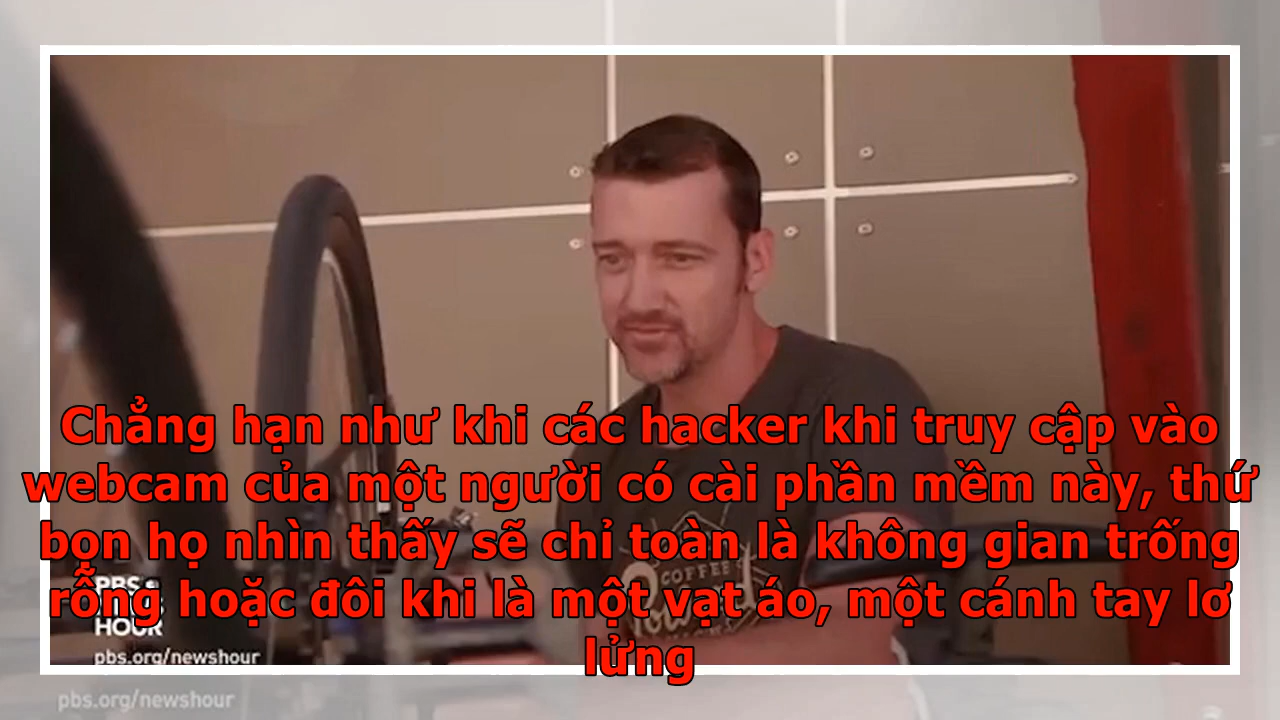 Chẳng hạn như khi các hacker khi truy cập vào
webcam của một người có cài phần mềm này, thứ
bọn họ nhìn thấy sẽ chỉ toàn là không gian trống
rỗng hoặc đôi khi là một vạt áo, một cánh tay lơ
lửng
COFFEE
PBS
HOUR
pbs.org/newshour
pbs.org/newshour